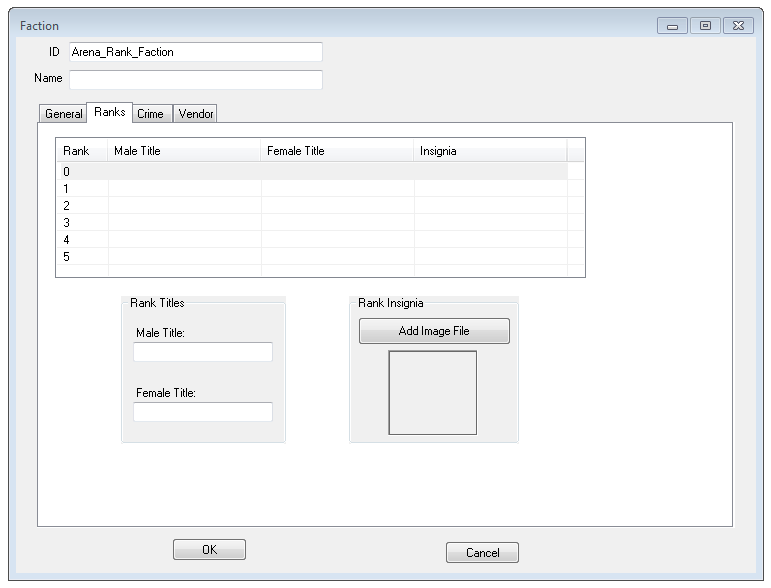 Faction
ID Arena_Rank_Faction
Name
General Ranks Crime Vendor
Rank Male Title Female Title Insignia
0
1
2
3
4
5
Rank Titles Rank Insignia
Male Title: Add Image File
Female Title:
OK Cancel